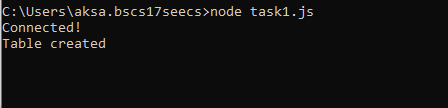 C:\Users\aksa.bscs17seecs>node task1.js
Connected!
Table created